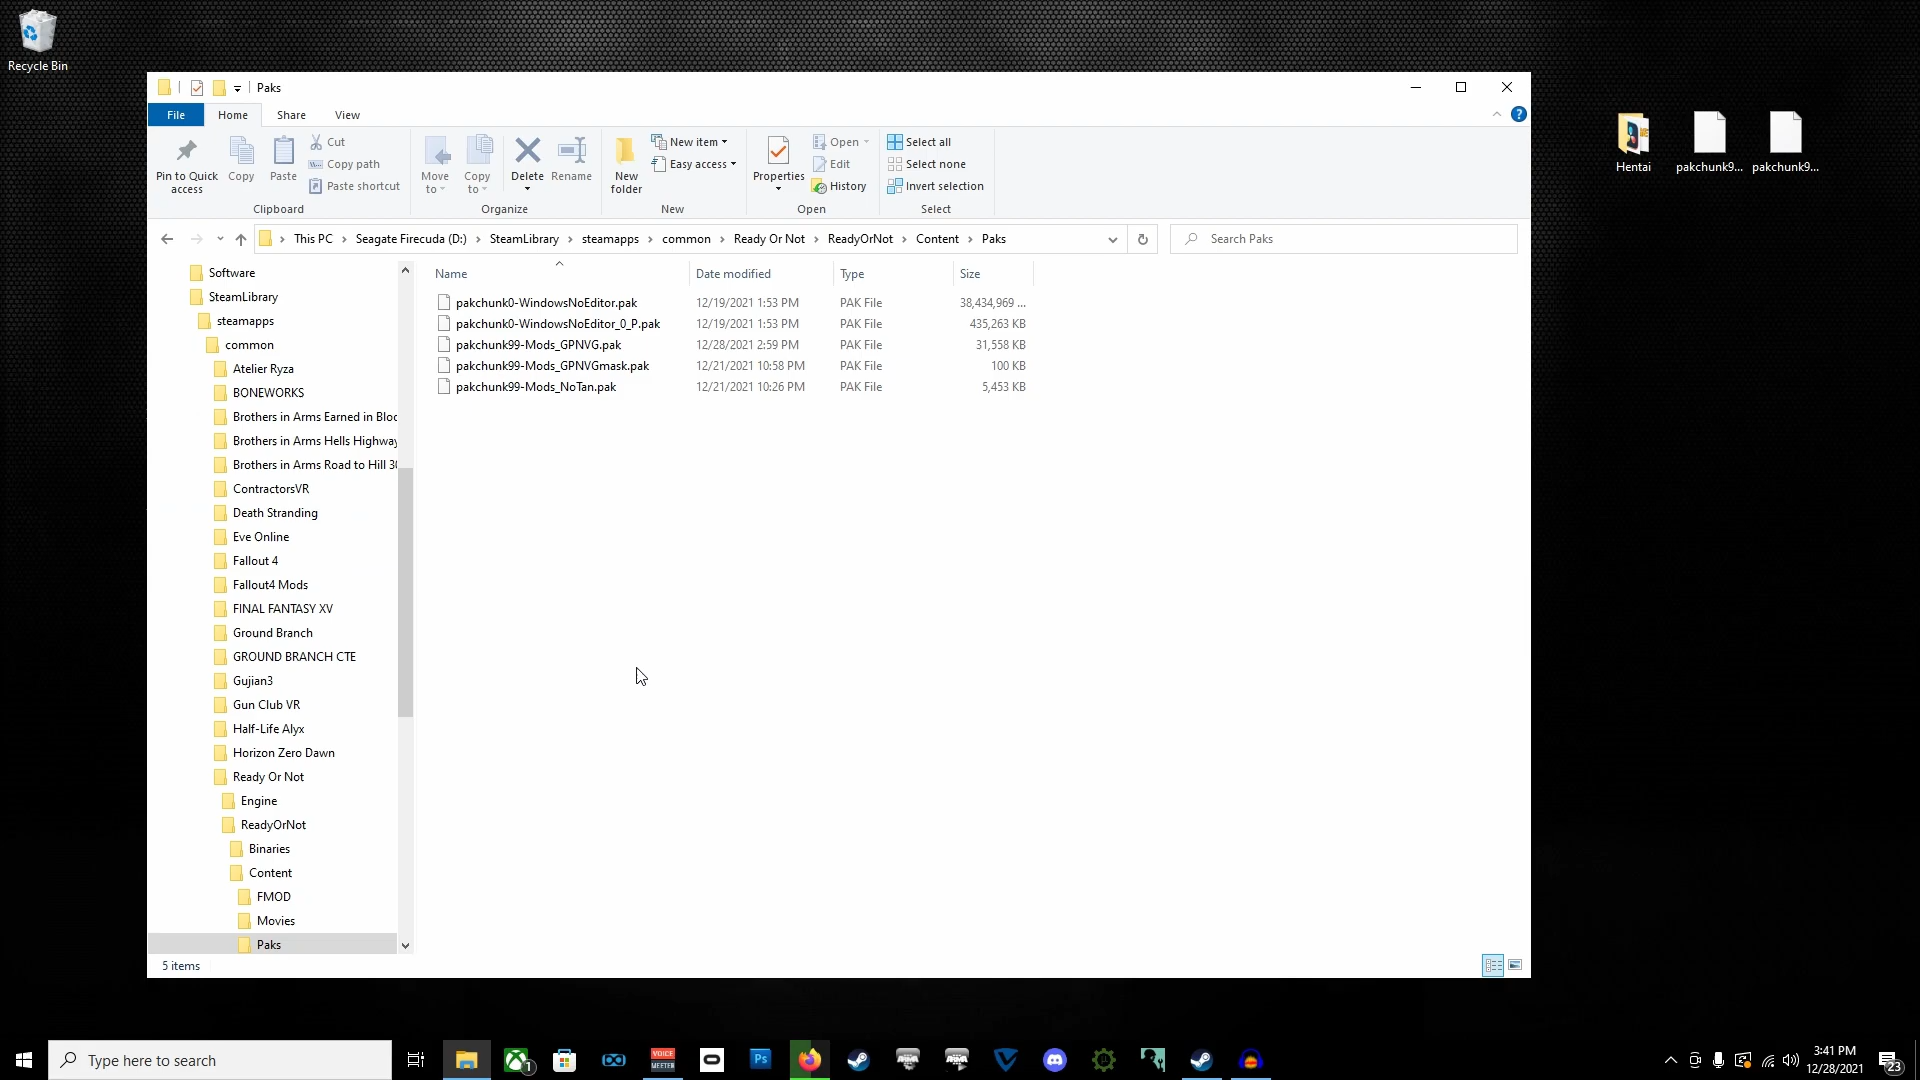 Recycle Bin
Paks
File
Home
Share
View
Pin to Quick
access
Copy
Paste
Cut
Copy path
Paste shortcut
Clipboard
Move
to
Copy
to
Delete
Rename
Organize
New
folder
New item
Easy access
New
Properties
Open
Edit
History
Open
Select all
Select none
Invert selection
Select
This PC > Seagate Firecuda (D:) > SteamLibrary > steamapps > common > Ready Or Not > ReadyOrNot > Content > Paks
Search Paks
Hentai
pakchunk9...
pakchunk9...
Software
SteamLibrary
steamapps
common
Atelier Ryza
BONEWORKS
Brothers in Arms Earned in Bloc
Brothers in Arms Hells Highway
Brothers in Arms Road to Hill 30
ContractorsVR
Death Stranding
Eve Online
Fallout 4
Fallout4 Mods
FINAL FANTASY XV
Ground Branch
GROUND BRANCH CTE
Gujian3
Gun Club VR
Half-Life Alyx
Horizon Zero Dawn
Ready Or Not
Engine
ReadyOrNot
Binaries
Content
FMOD
Movies
Paks
Name Date modified Type Size
pakchunk0-WindowsNoEditor.pak 12/19/2021 1:53 PM PAK File 38,434,969 ...
pakchunk0-WindowsNoEditor_0_P.pak 12/19/2021 1:53 PM PAK File 435,263 KB
pakchunk99-Mods_GPNVG.pak 12/28/2021 2:59 PM PAK File 31,558 KB
pakchunk99-Mods_GPNVGmask.pak 12/21/2021 10:58 PM PAK File 100 KB
pakchunk99-Mods_NoTan.pak 12/21/2021 10:26 PM PAK File 5,453 KB
5 items
Type here to search
1
VOICE
MEETER
Ps
ARMA
ARMA
3:41 PM
12/28/2021
23